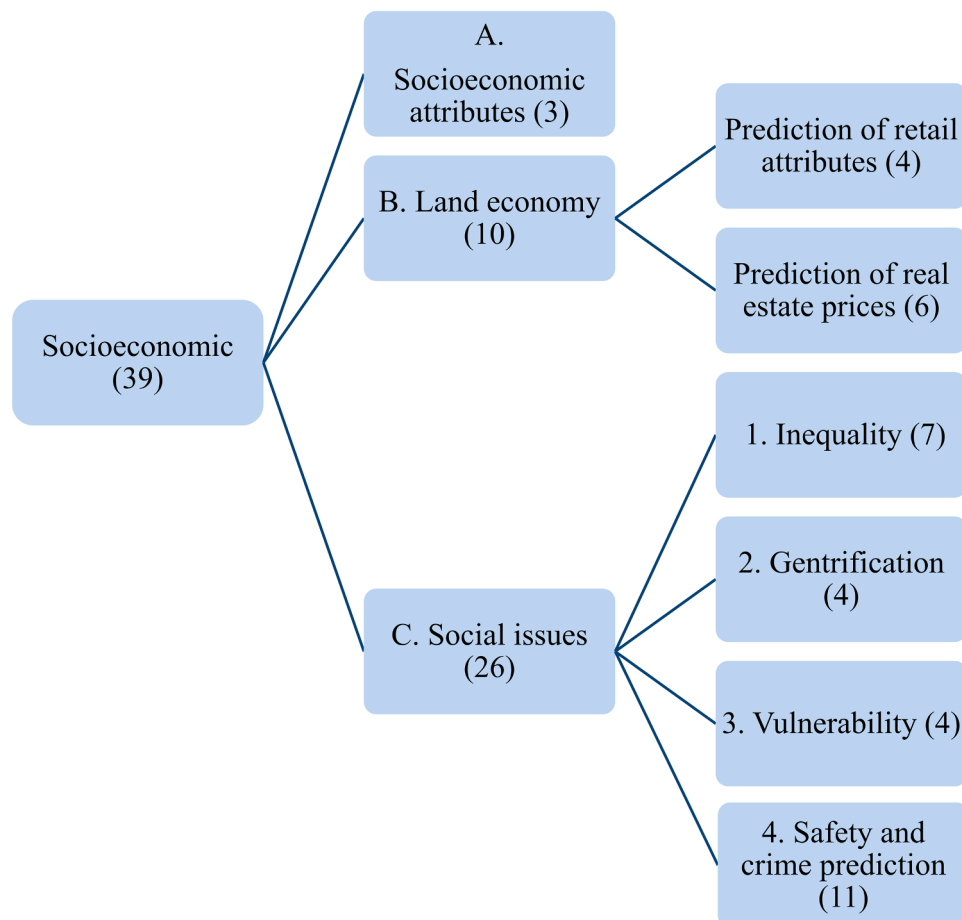 A.
Socioeconomic
attributes (3)
Prediction of retail
attributes (4)
B. Land economy
(10)
Prediction of real
estate prices (6)
Socioeconomic
(39)
1. Inequality (7)
2. Gentrification
(4)
C. Social issues
(26)
3. Vulnerability (4)
4. Safety and
crime prediction
(11)